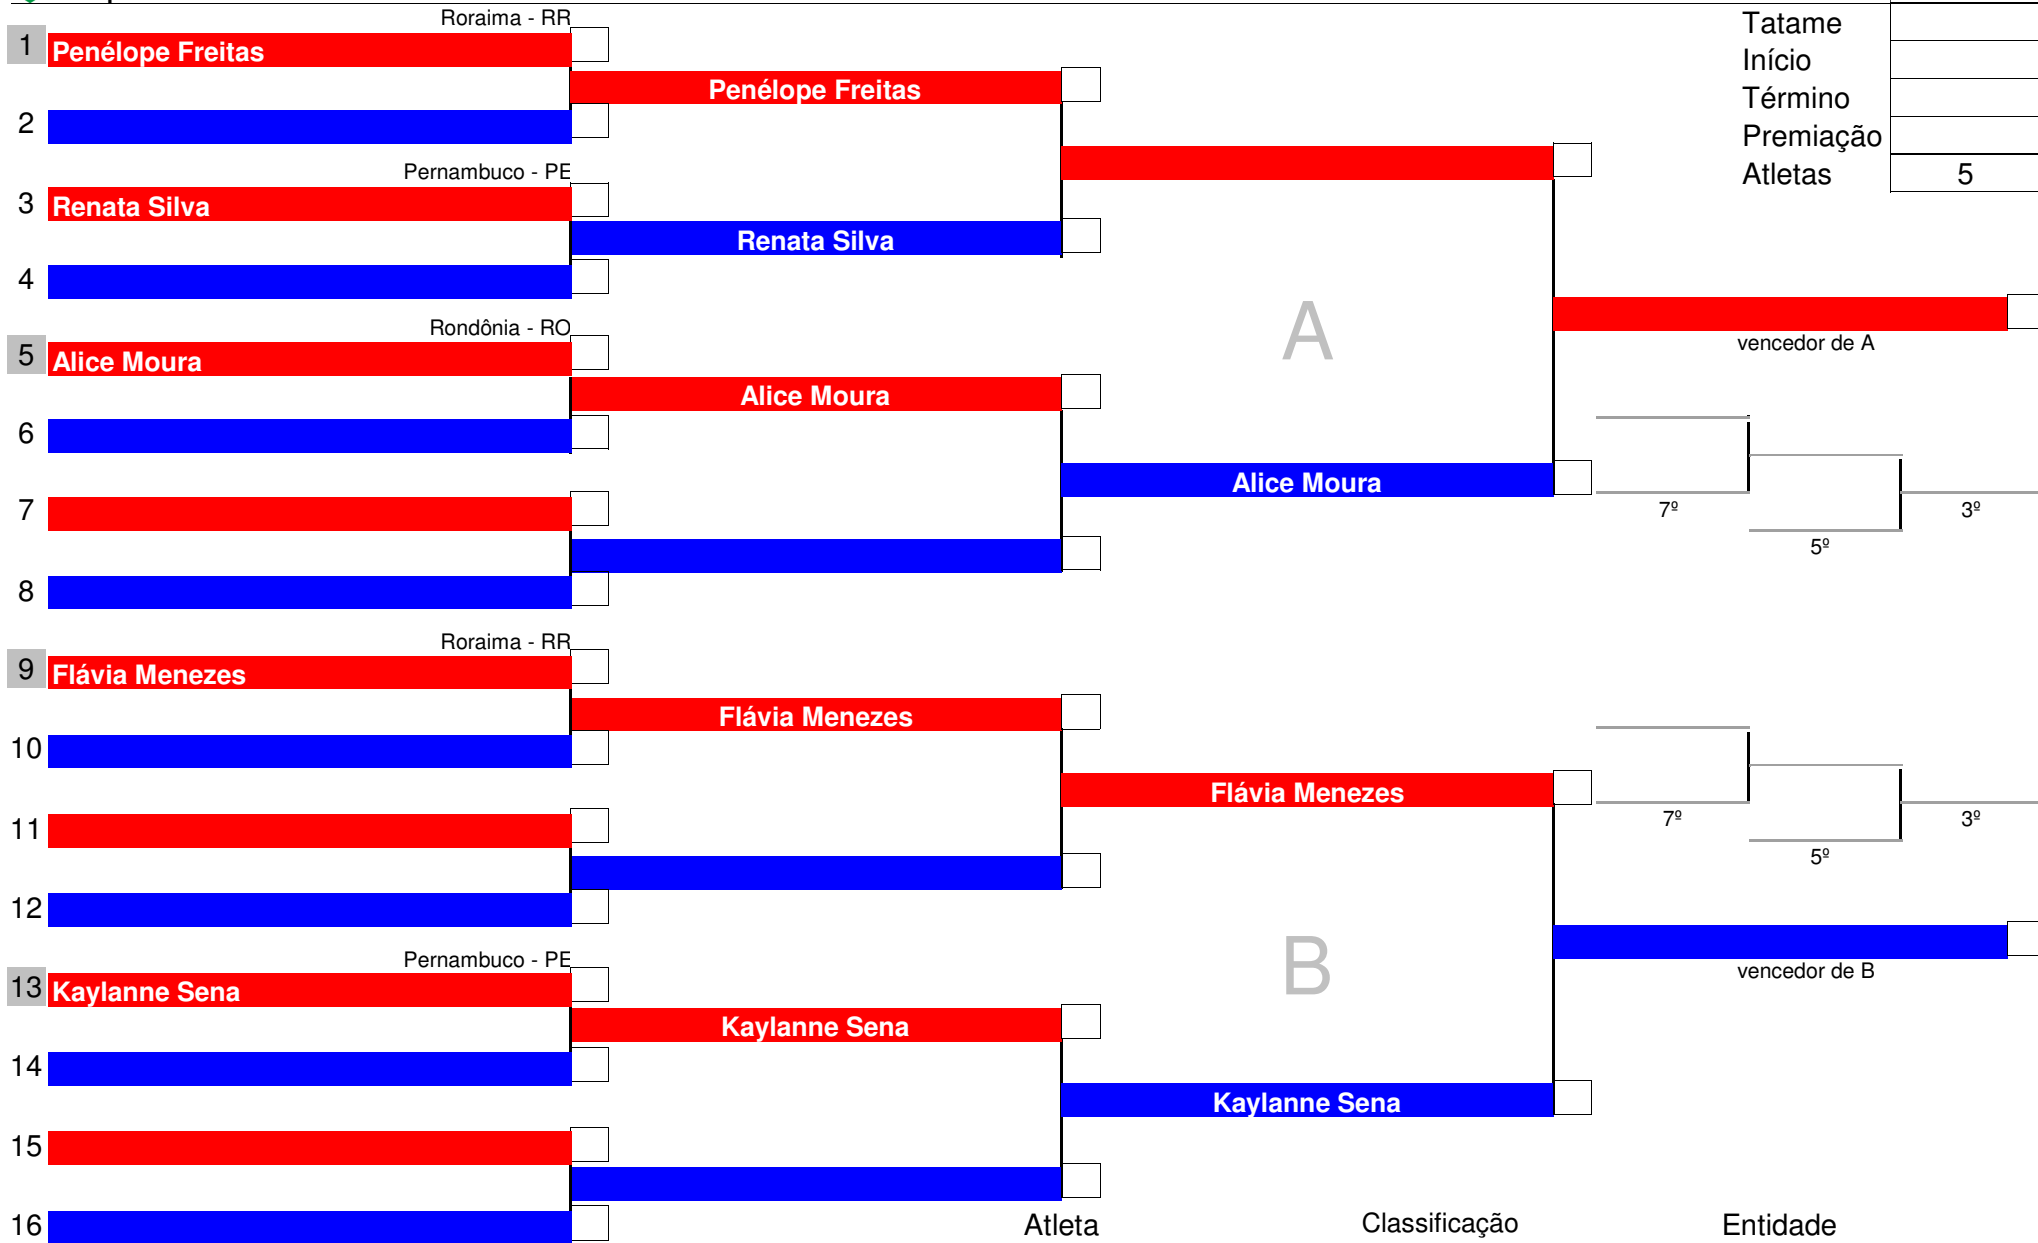 Roraima - RR
Tatame
1 Penélope Freitas
Início
Penélope Freitas
Término
2
Premiação
Pernambuco - PE
Atletas 5
3 Renata Silva
Renata Silva
4
Rondônia - RO
A
vencedor de A
5 Alice Moura
Alice Moura
6
Alice Moura
7
7º 3º
5º
8
Roraima - RR
9 Flávia Menezes
Flávia Menezes
10
Flávia Menezes
11
7º 3º
5º
12
Pernambuco - PE
B
vencedor de B
13 Kaylanne Sena
Kaylanne Sena
14
Kaylanne Sena
15
16
Atleta Classificação Entidade